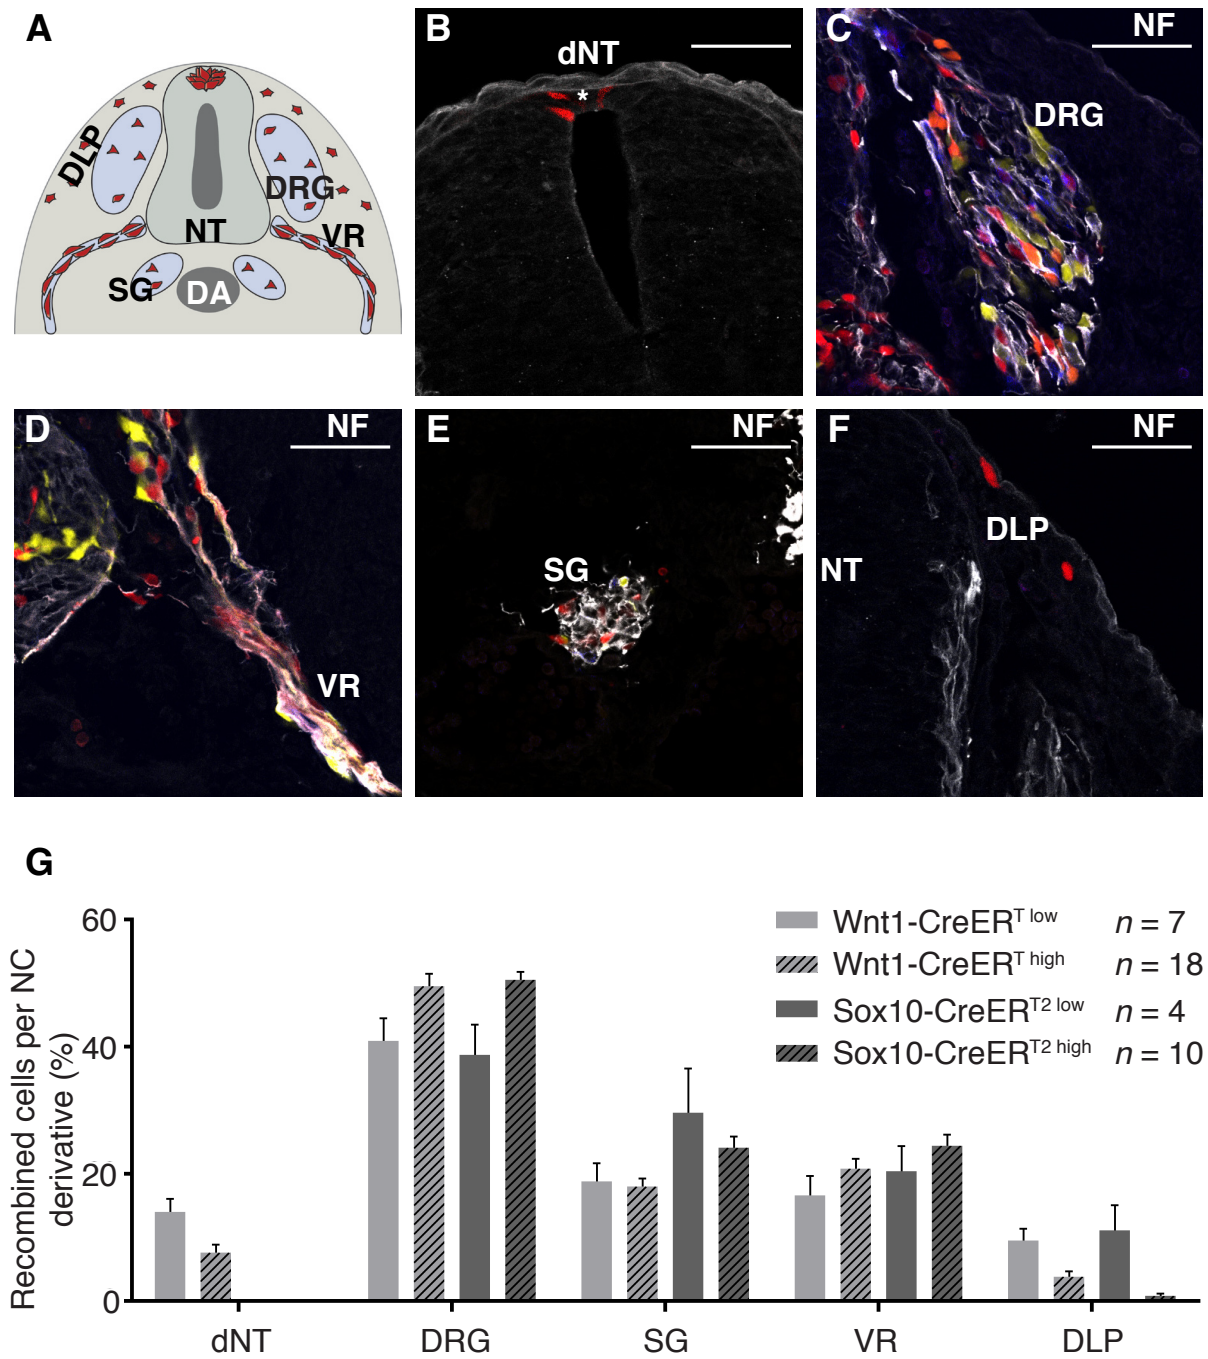 A
DLP
DRG
NT
VR
SG
DA
B
dNT
*
C
NF
DRG
D
NF
VR
E
NF
SG
F
NF
DLP
NT
G
Recombined cells per NC
derivative (%)
60
40
20
0
Wnt1-CreERT low n = 7
Wnt1-CreERT high n = 18
Sox10-CreERT2 low n = 4
Sox10-CreERT2 high n = 10
dNT DRG SG VR DLP